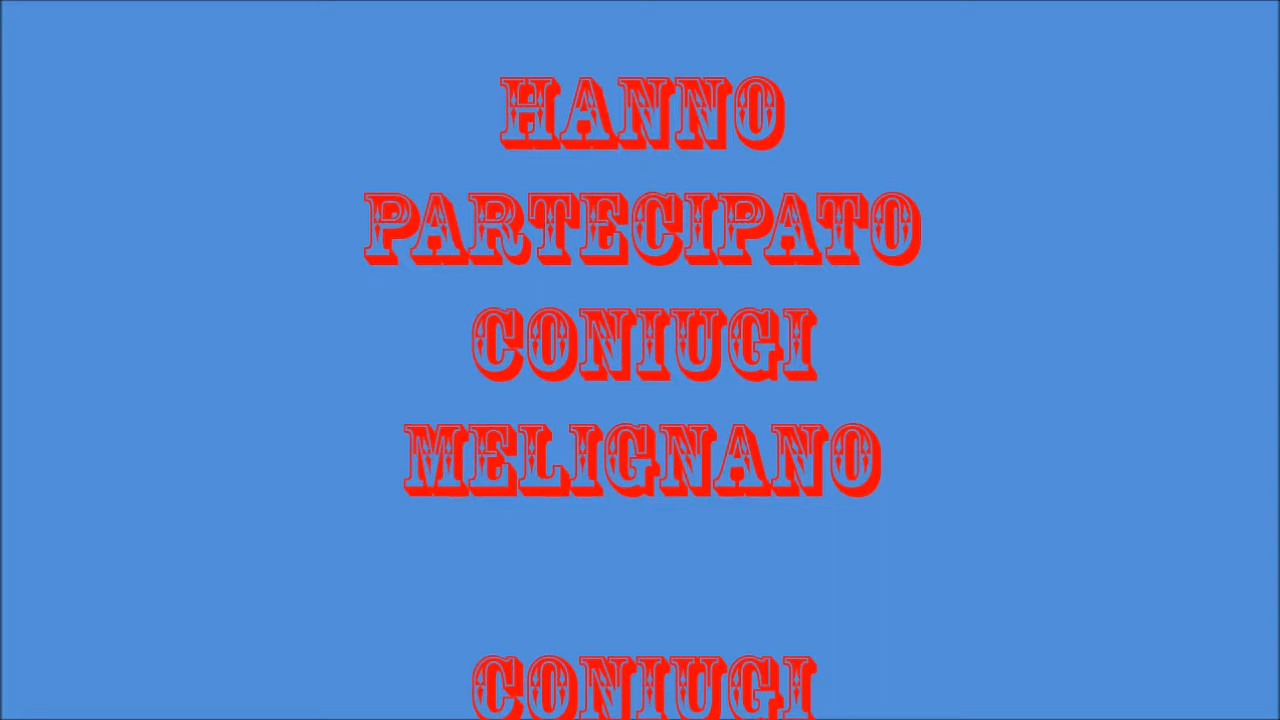 HANNO
PARTECIPATO
CONIUGI
MELIGNANO
CONIUGI